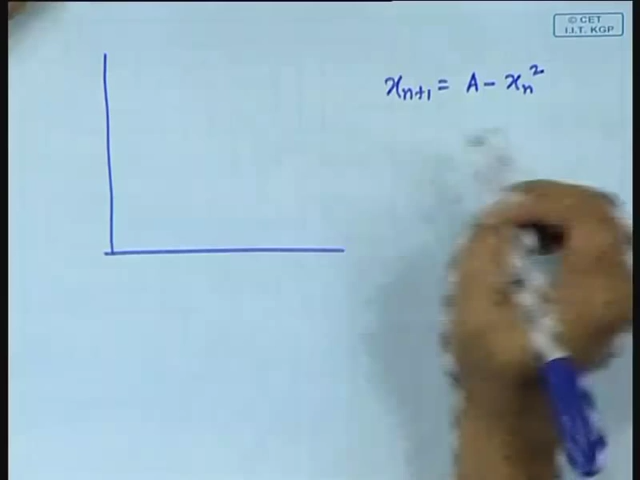 © CET
I.I.T. KGP
xₙ₊₁ = A - xₙ²